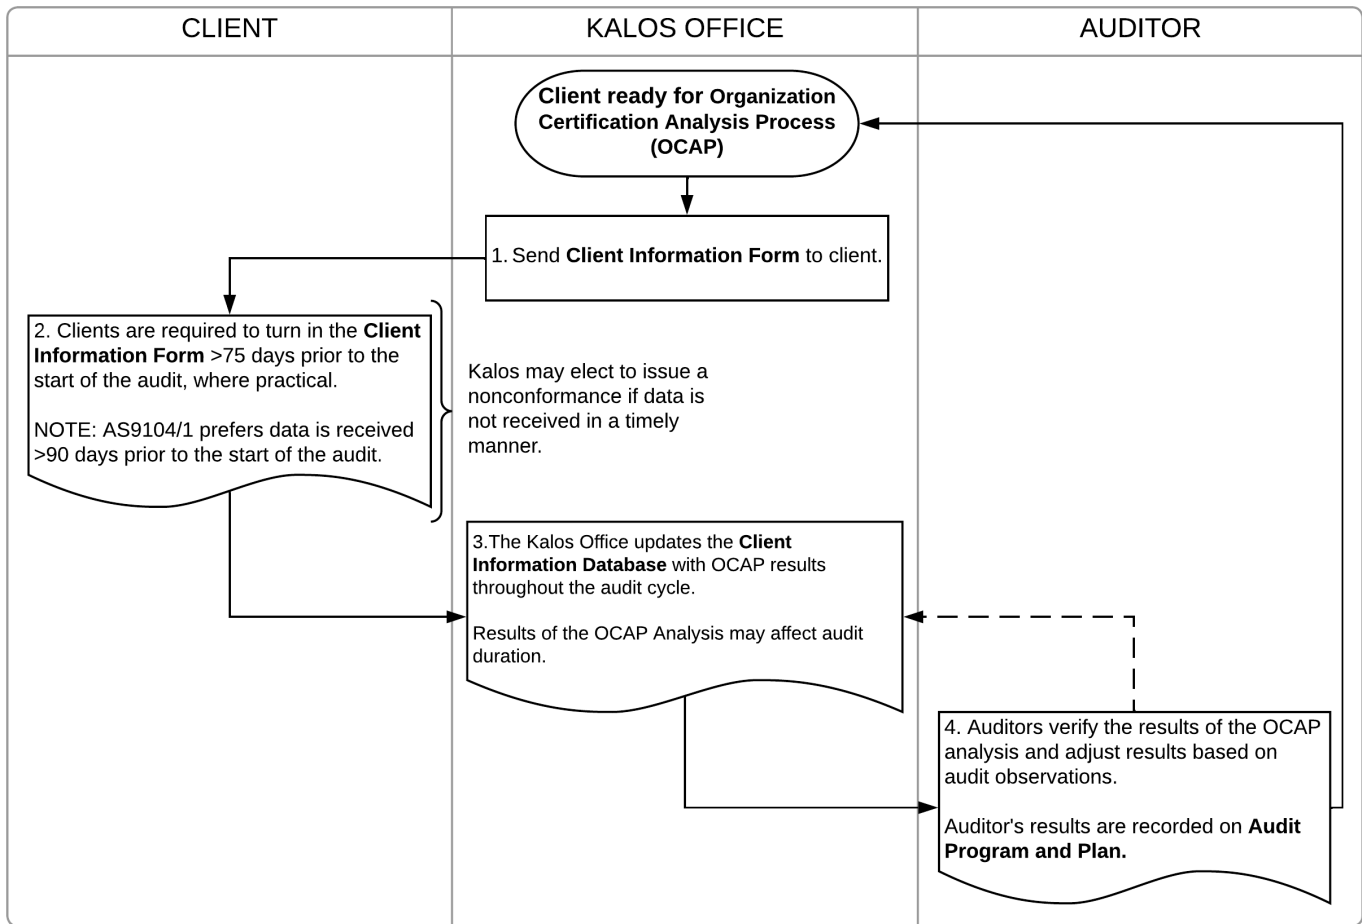 CLIENT
KALOS OFFICE
AUDITOR
Client ready for Organization
Certification Analysis Process
(OCAP)
1. Send Client Information Form to client.
2. Clients are required to turn in the Client
Information Form >75 days prior to the
start of the audit, where practical.
NOTE: AS9104/1 prefers data is received
>90 days prior to the start of the audit.
Kalos may elect to issue a
nonconformance if data is
not received in a timely
manner.
3.The Kalos Office updates the Client
Information Database with OCAP results
throughout the audit cycle.
Results of the OCAP Analysis may affect audit
duration.
4. Auditors verify the results of the OCAP
analysis and adjust results based on
audit observations.
Auditor's results are recorded on Audit
Program and Plan.